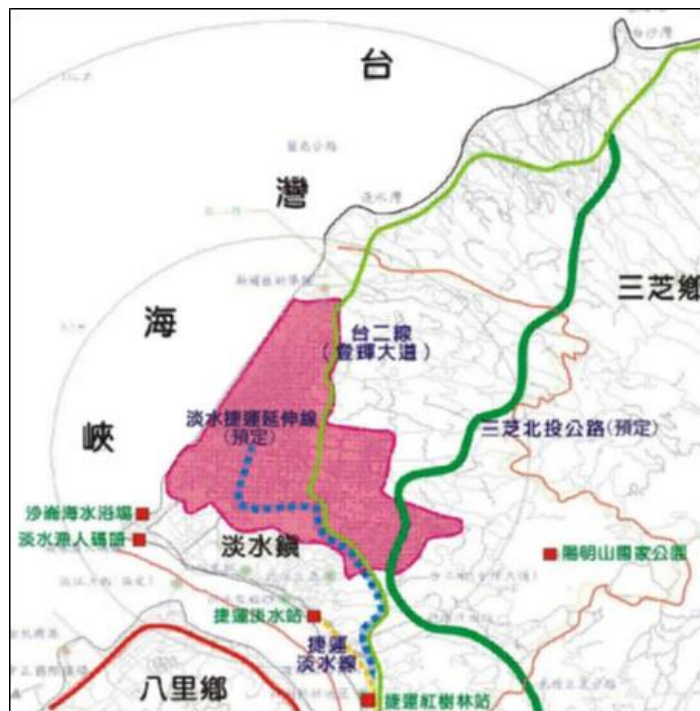 台
灣
海
峽
三芝鄉
台二線
(登輝大道)
淡水捷運延伸線
(預定)
三芝北投公路(預定)
沙崙海水浴場
淡水漁人碼頭
淡水鎮
陽明山國家公園
捷運淡水站
捷運
淡水線
八里鄉
捷運紅樹林站